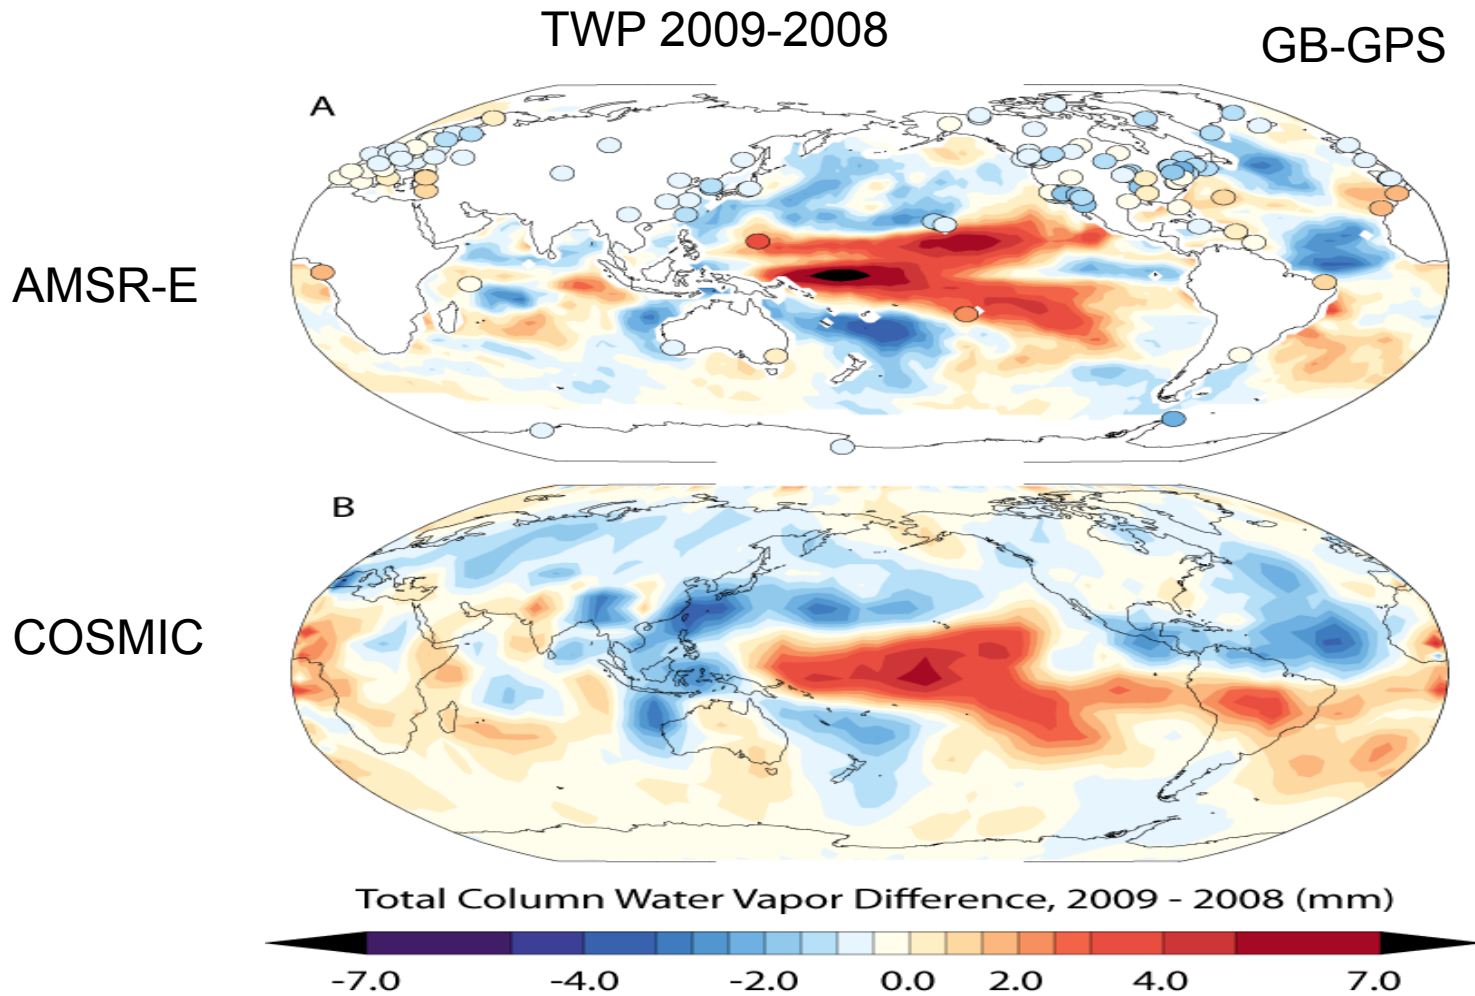 TWP 2009-2008
GB-GPS
A
AMSR-E
B
COSMIC
Total Column Water Vapor Difference, 2009 - 2008 (mm)
-7.0 -4.0 -2.0 0.0 2.0 4.0 7.0